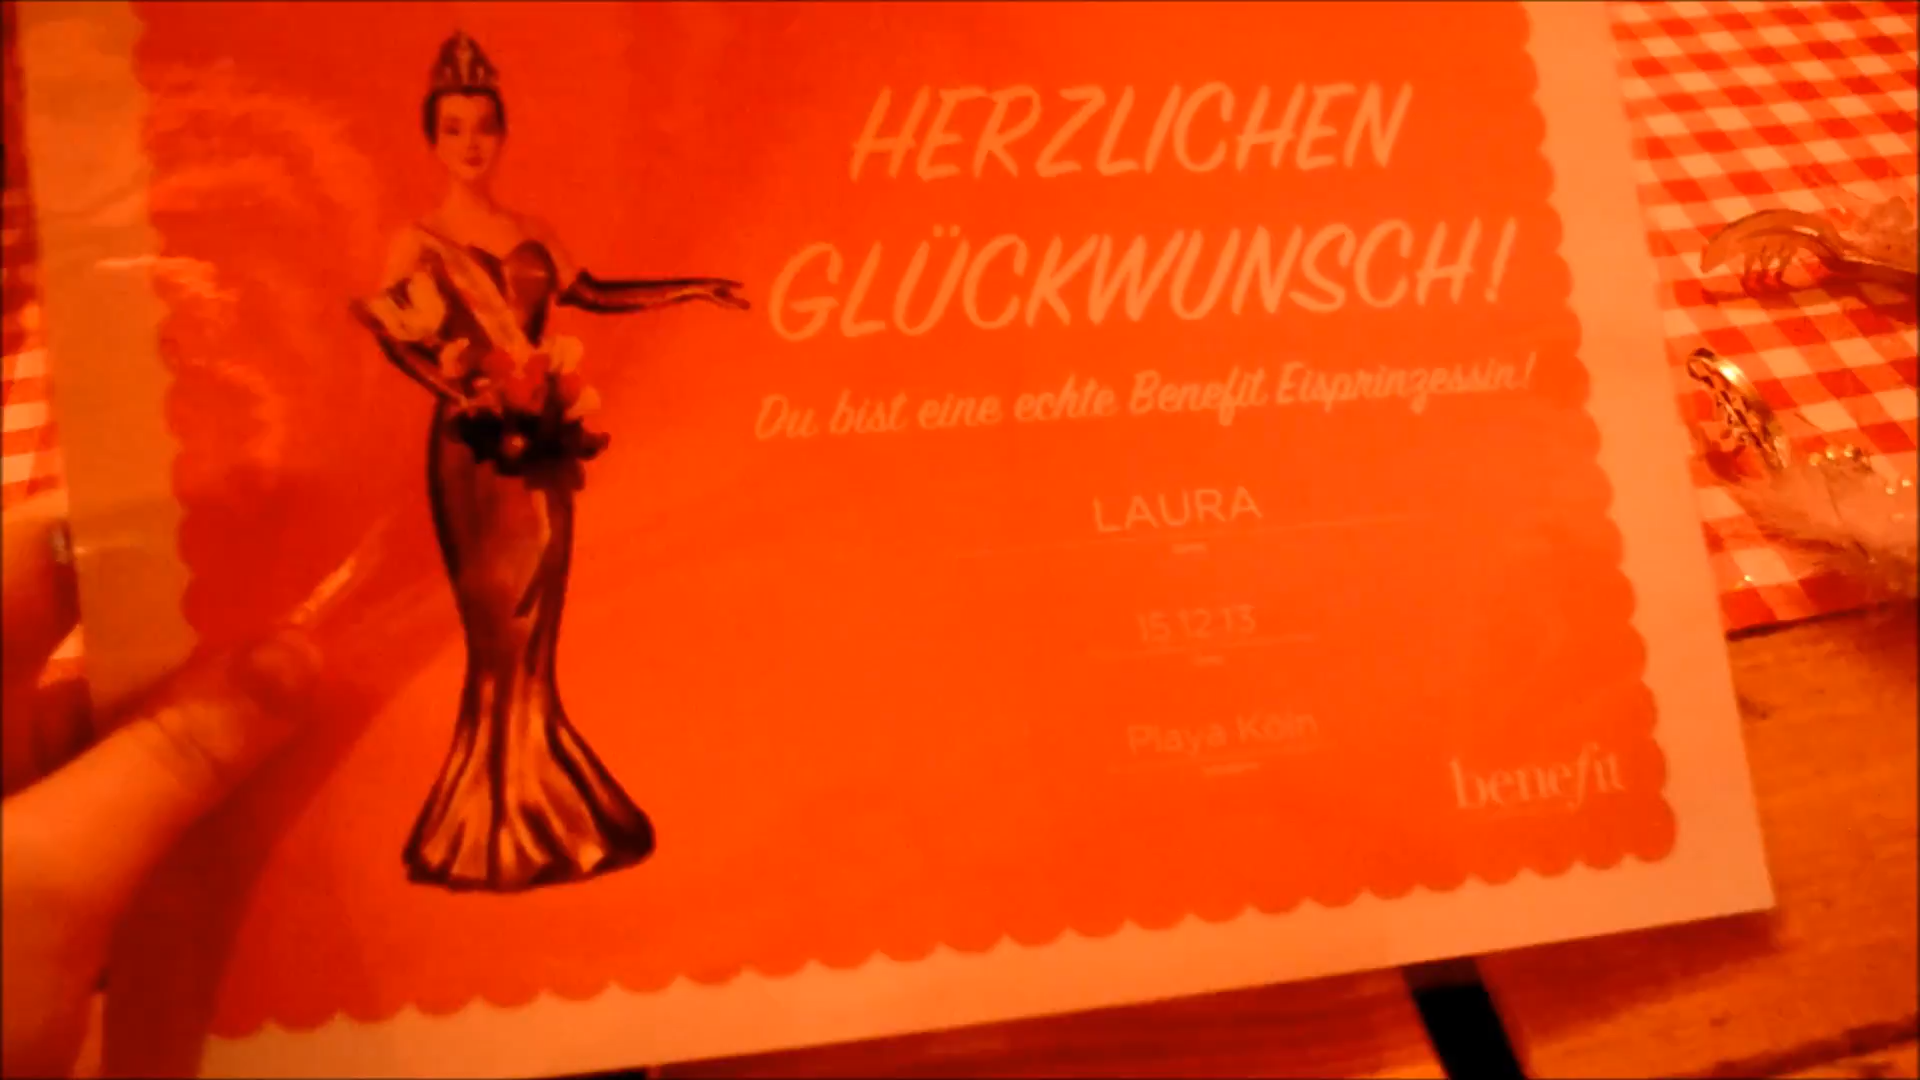 HERZLICHEN
GLÜCKWUNSCH!
Du bist eine echte Benefit Eisprinzessin!
LAURA
15 12 13
Playa Köln
benefit